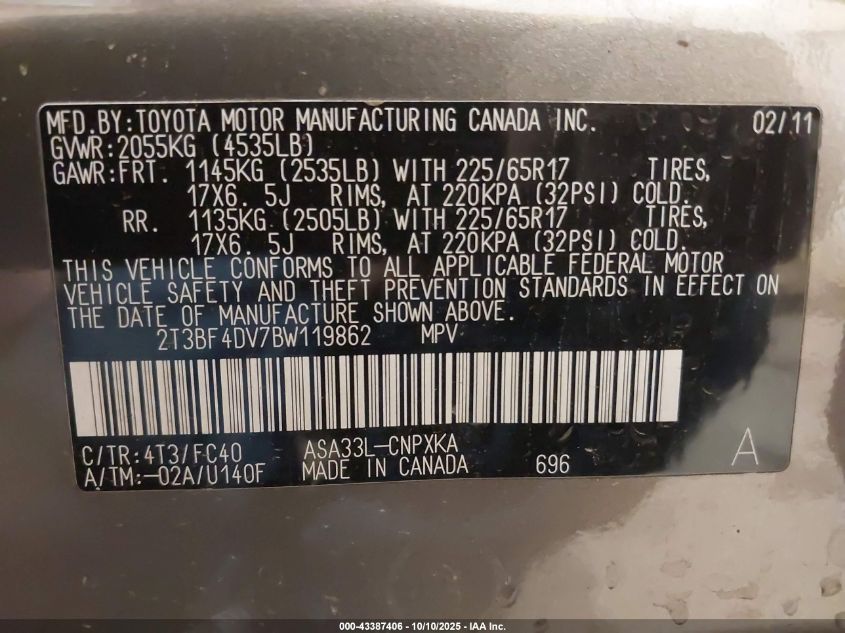 MFD.BY:TOYOTA MOTOR MANUFACTURING CANADA INC. 02/11
GVWR:2055KG (4535LB)
GAWR:FRT. 1145KG (2535LB) WITH 225/65R17 TIRES,
17X6. 5J RIMS, AT 220KPA (32PSI) COLD.
RR. 1135KG (2505LB) WITH 225/65R17 TIRES,
17X6. 5J RIMS, AT 220KPA (32PSI) COLD.
THIS VEHICLE CONFORMS TO ALL APPLICABLE FEDERAL MOTOR
VEHICLE SAFETY AND THEFT PREVENTION STANDARDS IN EFFECT ON
THE DATE OF MANUFACTURE SHOWN ABOVE.
2T3BF4DV7BW119862 MPV
C/TR:4T3/FC40 ASA33L-CNPXKA
A/TM:-02A/U140F MADE IN CANADA 696 A
000-43387406 - 10/10/2025 - IAA Inc.